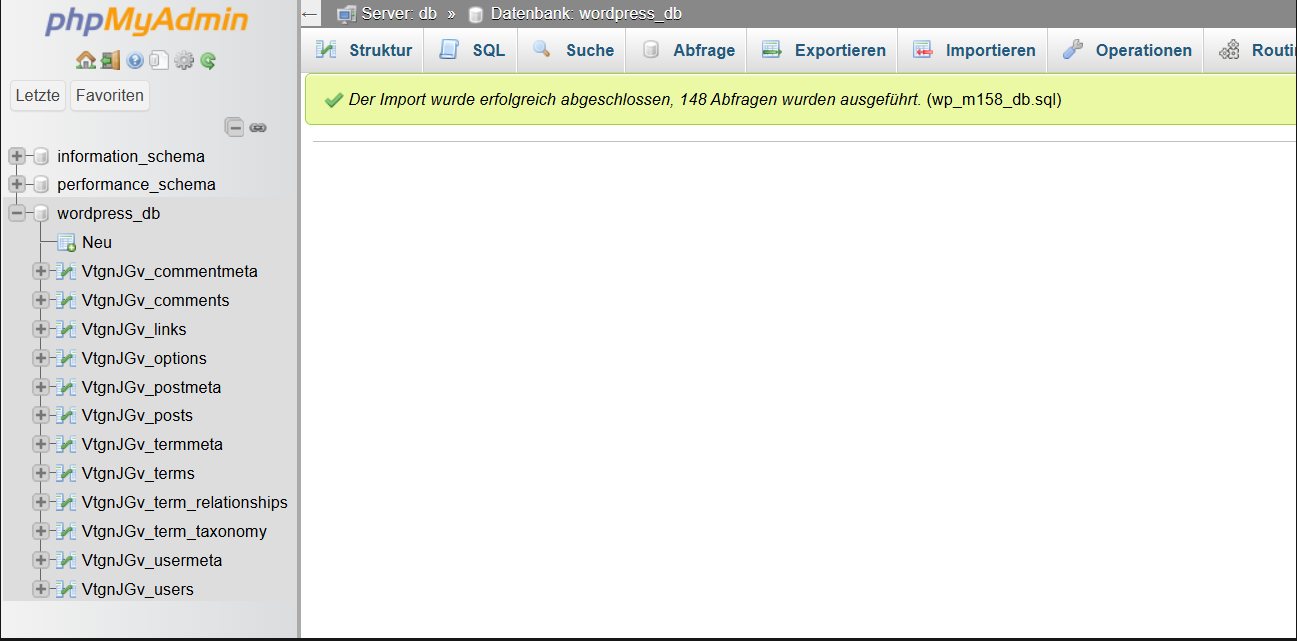 phpMyAdmin
Letzte Favoriten
information_schema
performance_schema
wordpress_db
Neu
VtgnJGv_commentmeta
VtgnJGv_comments
VtgnJGv_links
VtgnJGv_options
VtgnJGv_postmeta
VtgnJGv_posts
VtgnJGv_termmeta
VtgnJGv_terms
VtgnJGv_term_relationships
VtgnJGv_term_taxonomy
VtgnJGv_usermeta
VtgnJGv_users
Server: db » Datenbank: wordpress_db
Struktur SQL Suche Abfrage Exportieren Importieren Operationen Routi
Der Import wurde erfolgreich abgeschlossen, 148 Abfragen wurden ausgeführt. (wp_m158_db.sql)